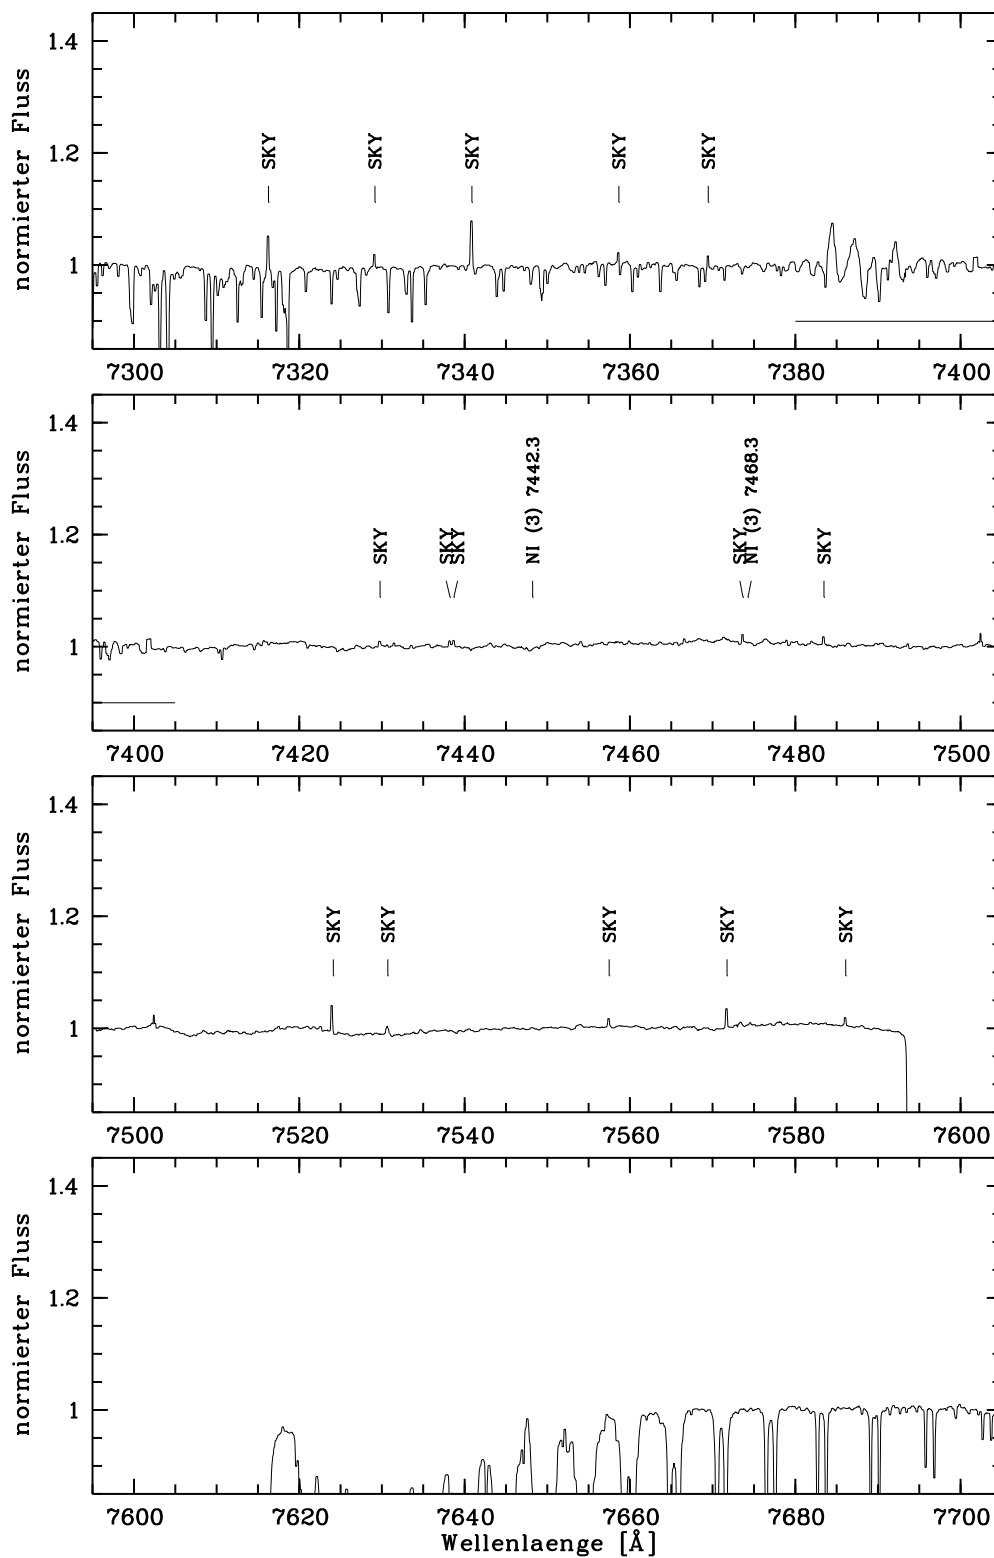 normierter Fluss
1.4
1.2
1
SKY
SKY
SKY
SKY
SKY
7300
7320
7340
7360
7380
7400
normierter Fluss
1.4
1.2
1
SKY
SKY
SKY
NI (3) 7442.3
SKY
NI (3) 7468.3
SKY
7400
7420
7440
7460
7480
7500
normierter Fluss
1.4
1.2
1
SKY
SKY
SKY
SKY
SKY
7500
7520
7540
7560
7580
7600
normierter Fluss
1.4
1.2
1
7600
7620
7640
7660
7680
7700
Wellenlaenge [Å]